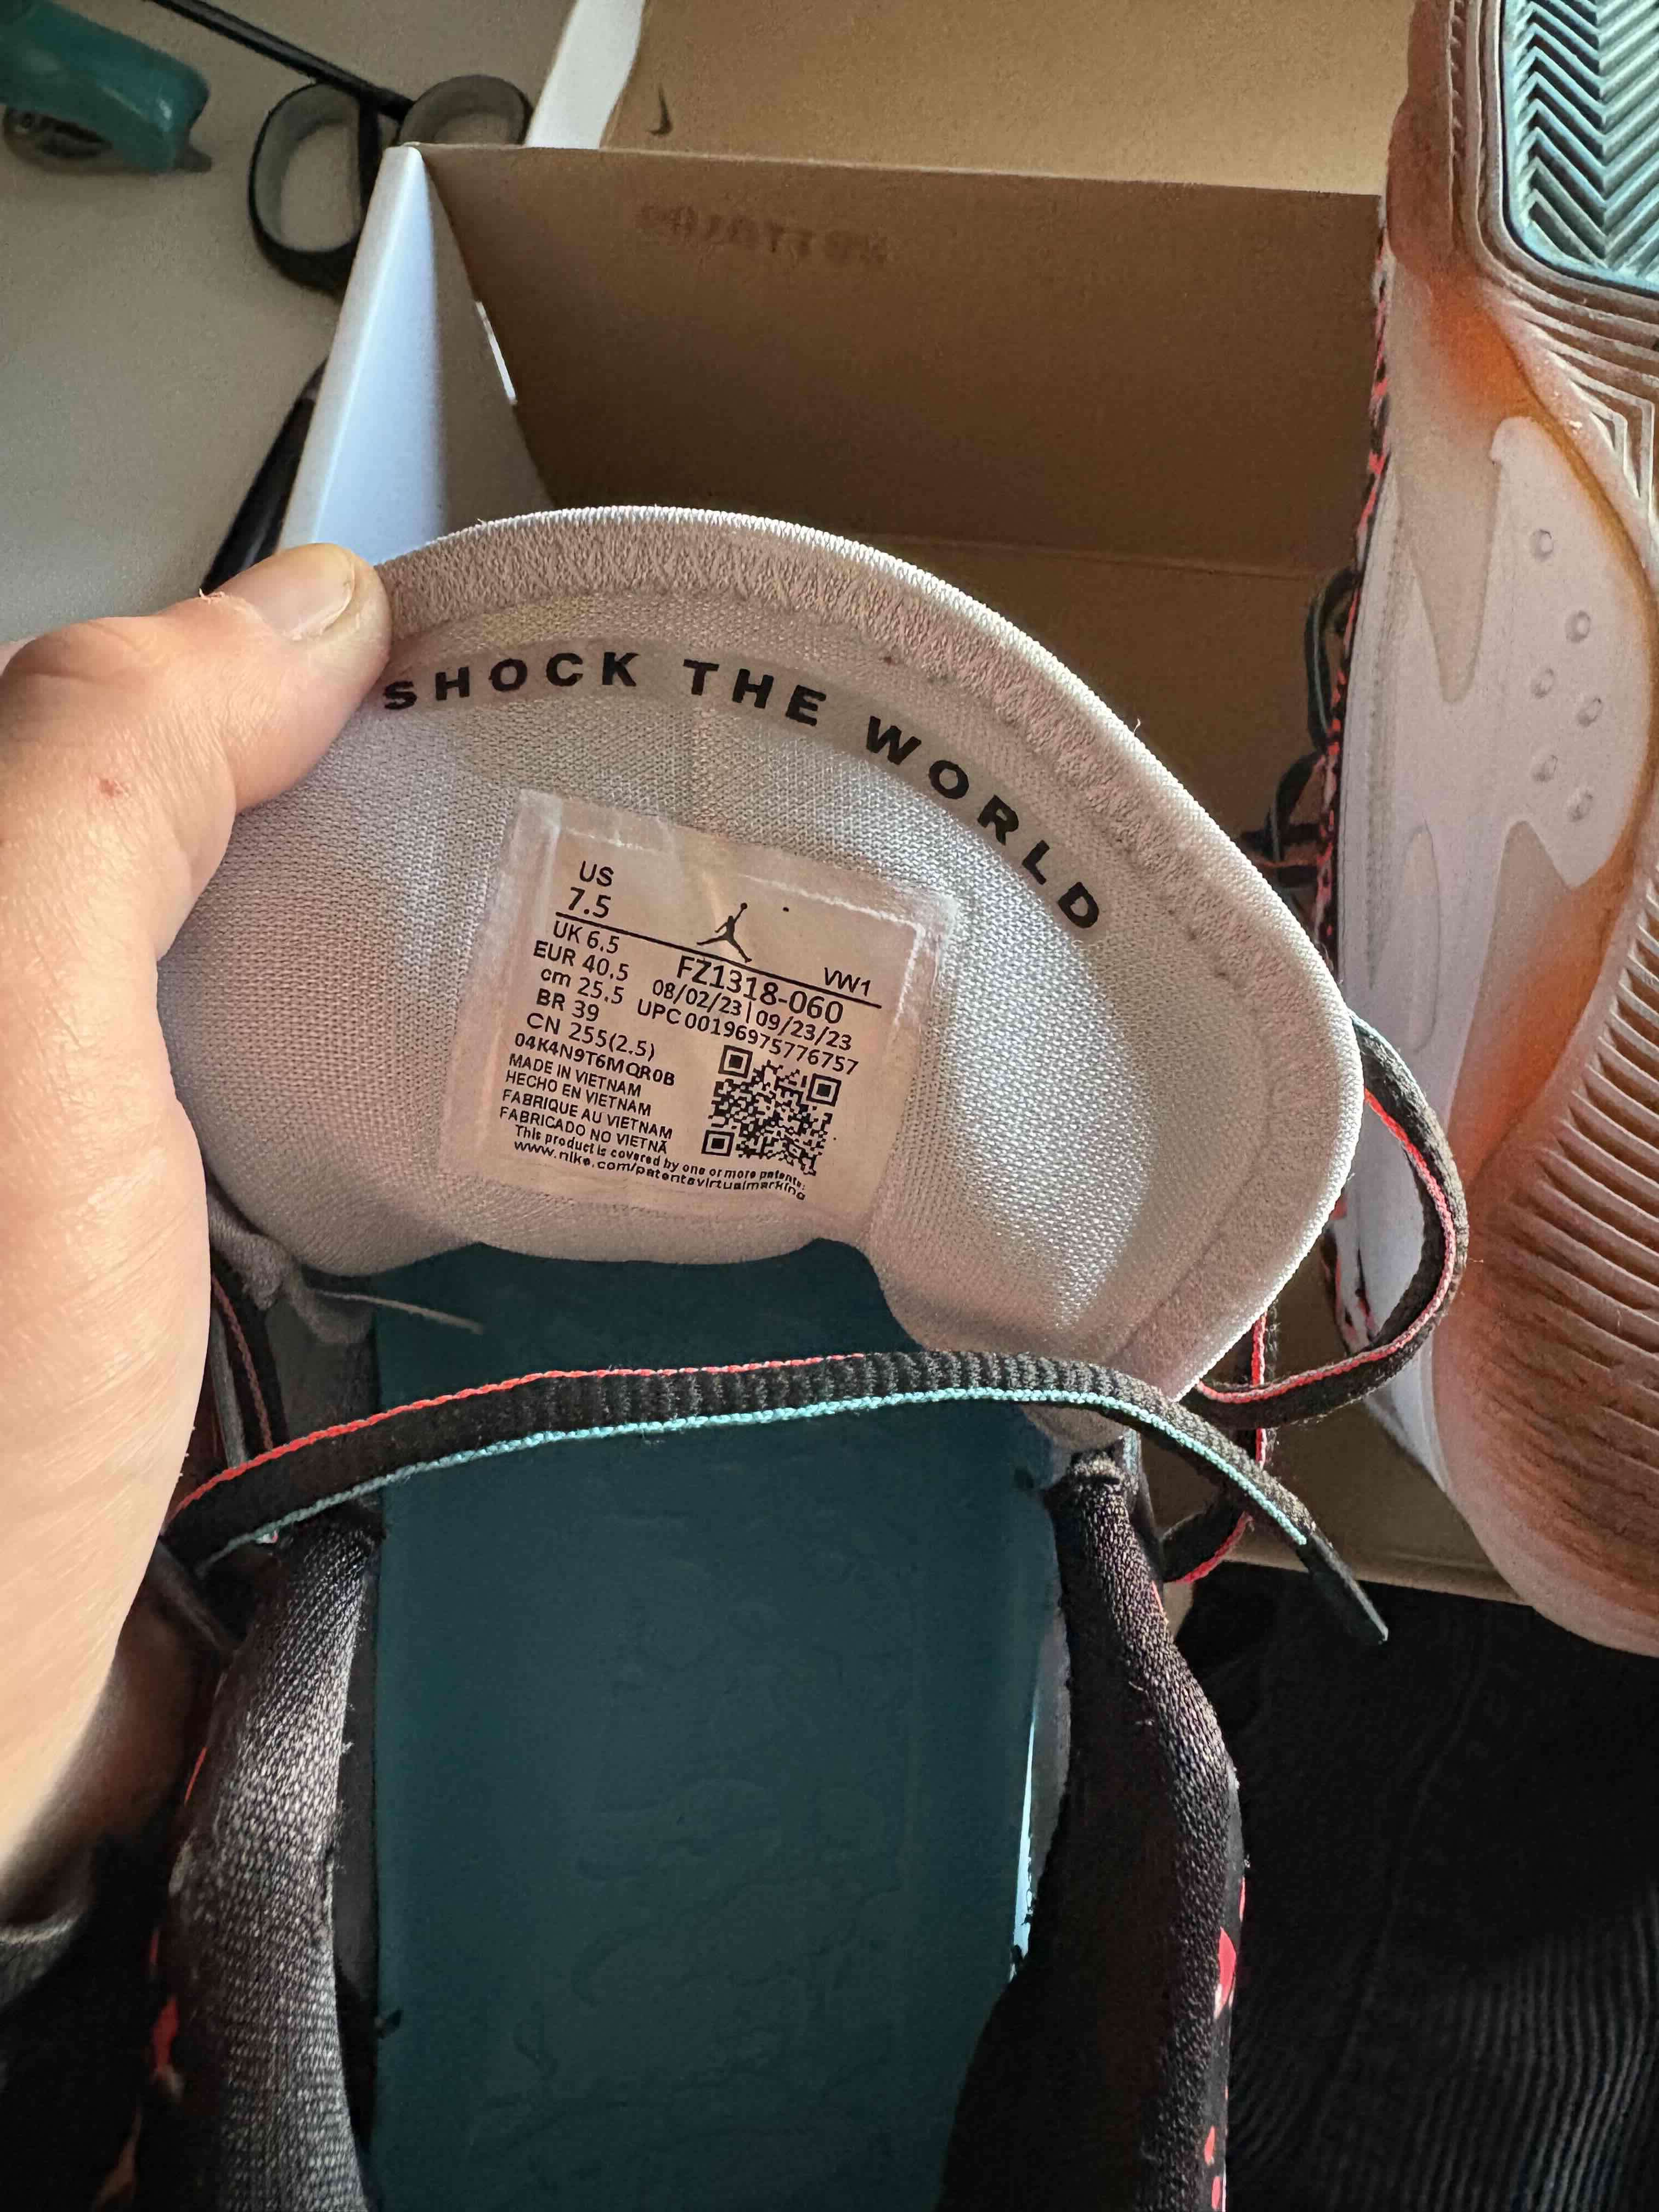 SHOCK THE WORLD
US
7.5
UK 6.5
EUR 40.5
cm 25.5
BR 39
CN 255(2.5)
VW1
FZ1318-060
08/02/23|09/23/23
UPC 00196975776757
04K4N9T6MQR0B
MADE IN VIETNAM
HECHO EN VIETNAM
FABRIQUE AU VIETNAM
FABRICADO NO VIETNÃ
This product is covered by one or more patents:
www.nike.com/patentsvirtualmarking